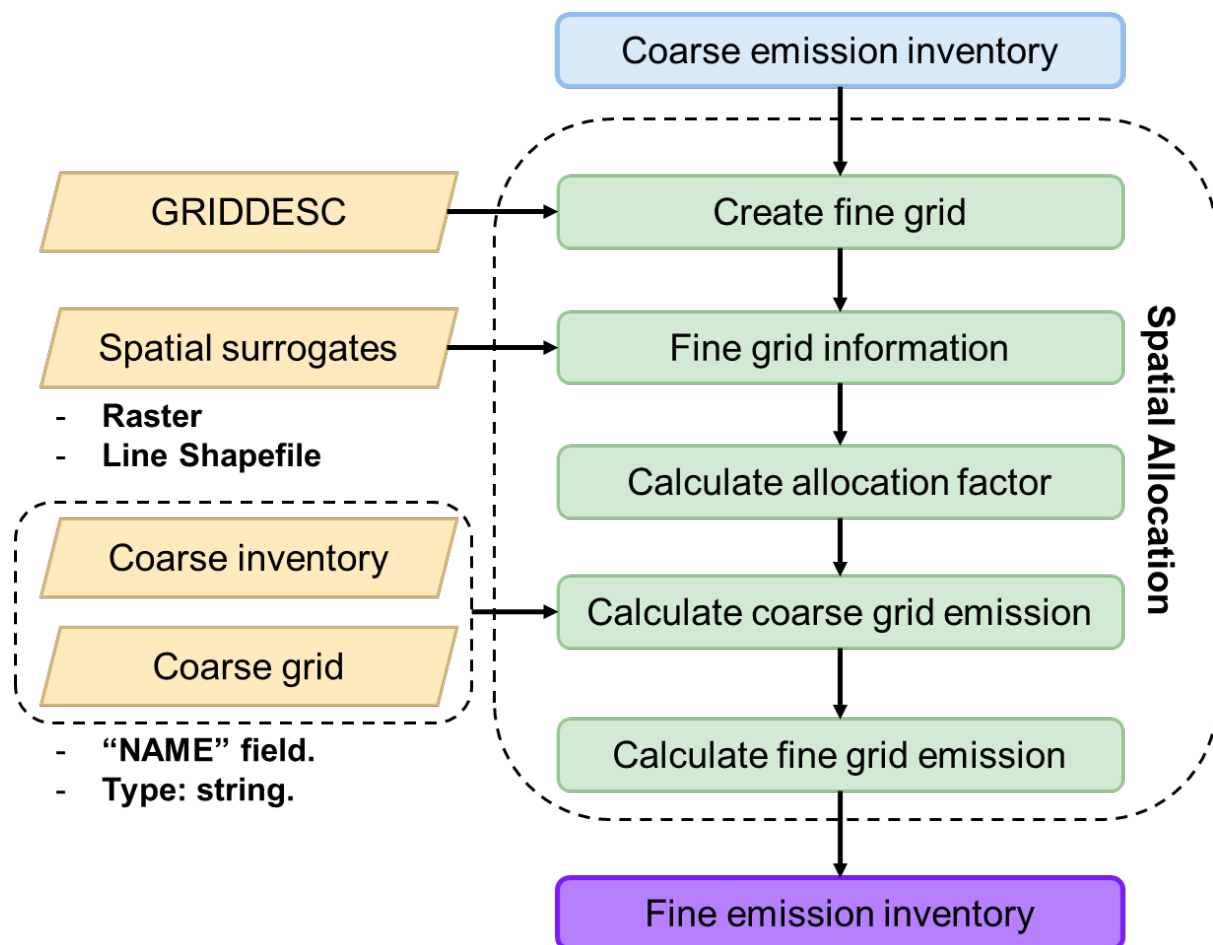 Coarse emission inventory
GRIDDESC
Create fine grid
Spatial surrogates
Fine grid information
- Raster
- Line Shapefile
Calculate allocation factor
Coarse inventory
Calculate coarse grid emission
Coarse grid
- “NAME” field.
- Type: string.
Calculate fine grid emission
Spatial Allocation
Fine emission inventory